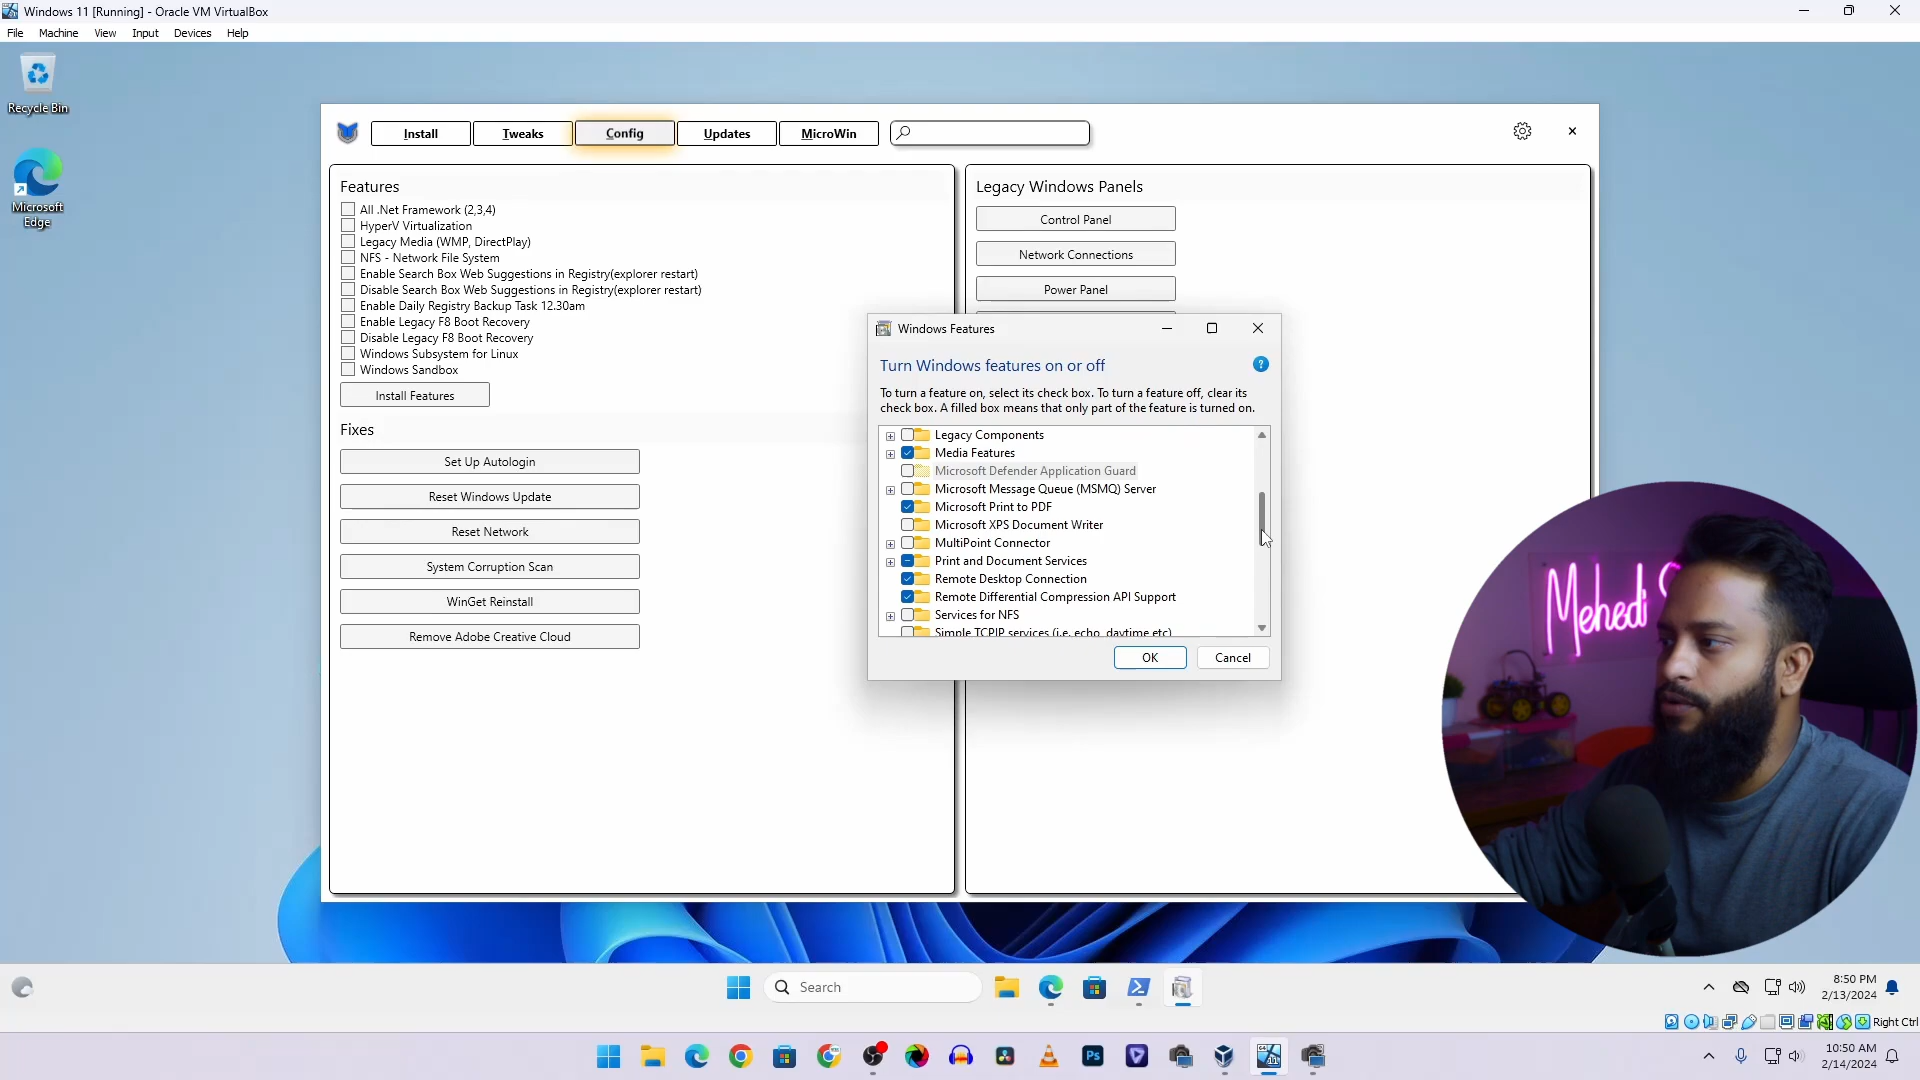 Windows 11 [Running] - Oracle VM VirtualBox
File Machine View Input Devices Help
Recycle Bin
Microsoft
Edge
Install Tweaks Config Updates MicroWin
Features
All .Net Framework (2,3,4)
HyperV Virtualization
Legacy Media (WMP, DirectPlay)
NFS - Network File System
Enable Search Box Web Suggestions in Registry(explorer restart)
Disable Search Box Web Suggestions in Registry(explorer restart)
Enable Daily Registry Backup Task 12.30am
Enable Legacy F8 Boot Recovery
Disable Legacy F8 Boot Recovery
Windows Subsystem for Linux
Windows Sandbox
Install Features
Fixes
Set Up Autologin
Reset Windows Update
Reset Network
System Corruption Scan
WinGet Reinstall
Remove Adobe Creative Cloud
Legacy Windows Panels
Control Panel
Network Connections
Power Panel
Windows Features
Turn Windows features on or off
To turn a feature on, select its check box. To turn a feature off, clear its
check box. A filled box means that only part of the feature is turned on.
Legacy Components
Media Features
Microsoft Defender Application Guard
Microsoft Message Queue (MSMQ) Server
Microsoft Print to PDF
Microsoft XPS Document Writer
MultiPoint Connector
Print and Document Services
Remote Desktop Connection
Remote Differential Compression API Support
Services for NFS
Simple TCPIP services (i.e. echo, daytime etc)
OK Cancel
Mehedi
Search
8:50 PM
2/13/2024
Right Ctrl
Ps
10:50 AM
2/14/2024